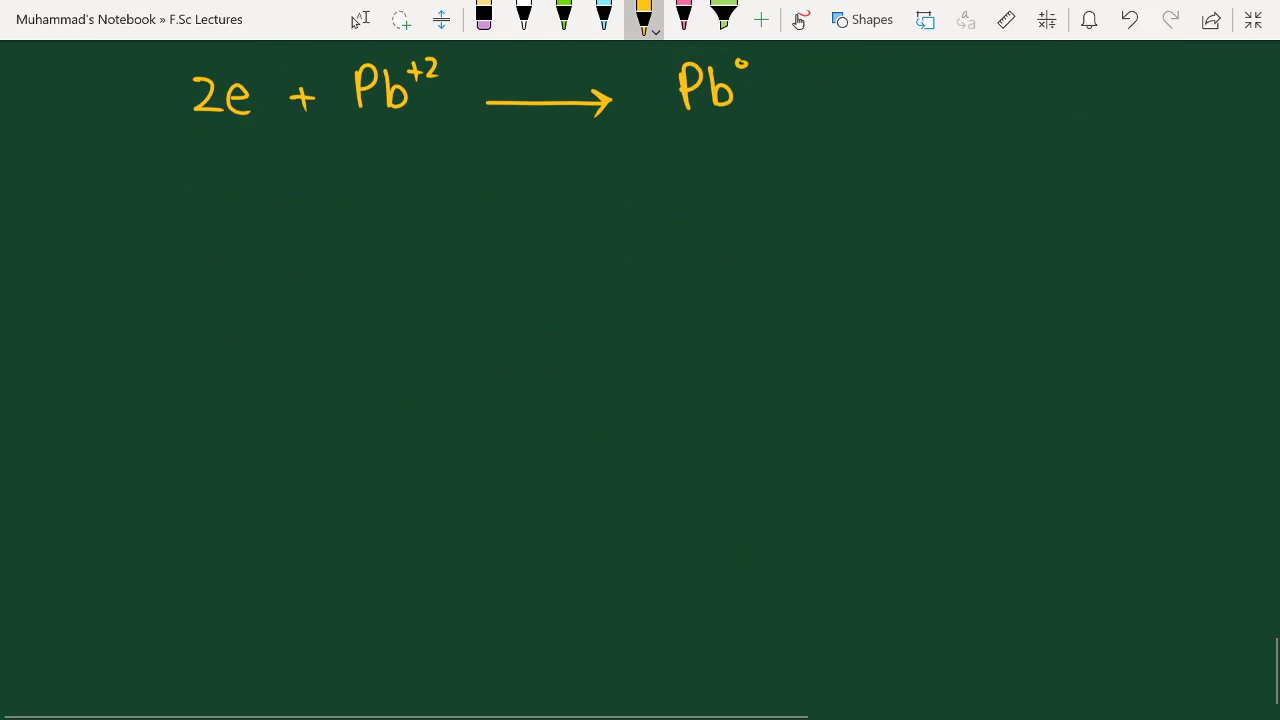 Muhammad's Notebook » F.Sc Lectures
Shapes
2e + Pb⁺² ⟶ Pb°